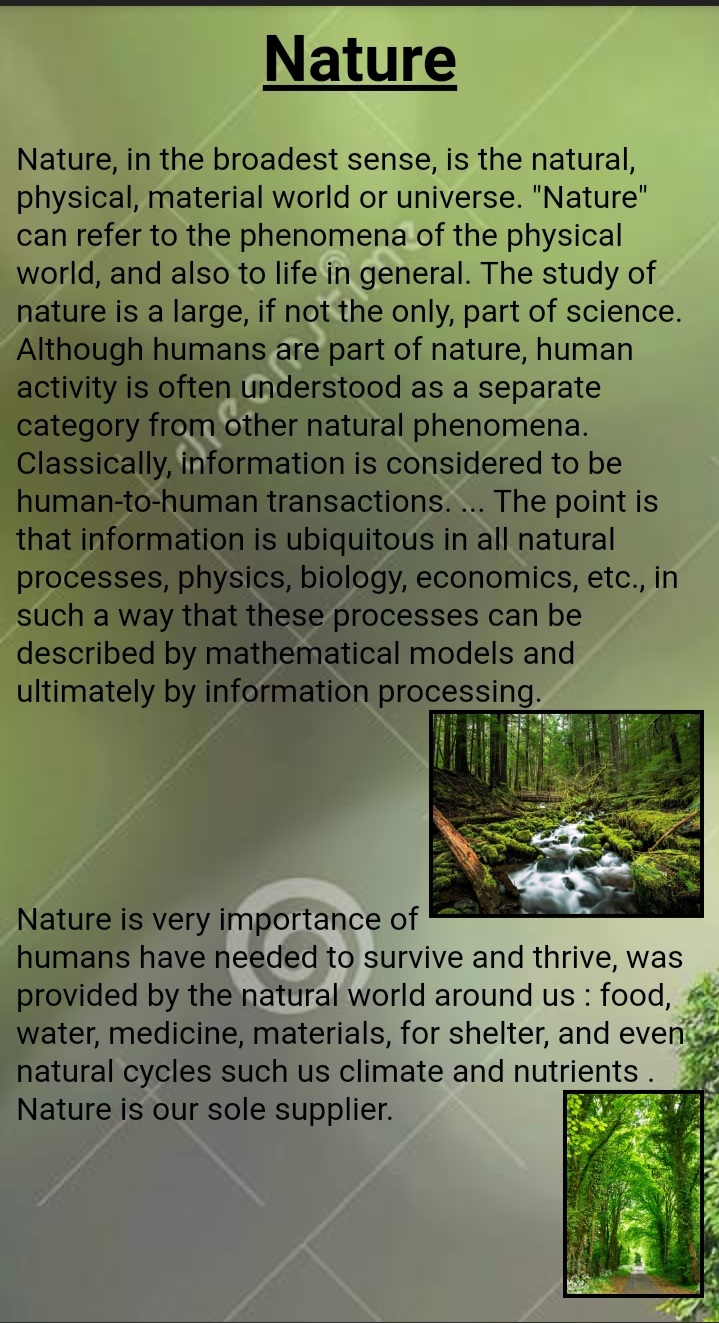 Nature
Nature, in the broadest sense, is the natural,
physical, material world or universe. "Nature"
can refer to the phenomena of the physical
world, and also to life in general. The study of
nature is a large, if not the only, part of science.
Although humans are part of nature, human
activity is often understood as a separate
category from other natural phenomena.
Classically, information is considered to be
human-to-human transactions. ... The point is
that information is ubiquitous in all natural
processes, physics, biology, economics, etc., in
such a way that these processes can be
described by mathematical models and
ultimately by information processing.
Nature is very importance of
humans have needed to survive and thrive, was
provided by the natural world around us : food,
water, medicine, materials, for shelter, and even
natural cycles such us climate and nutrients .
Nature is our sole supplier.